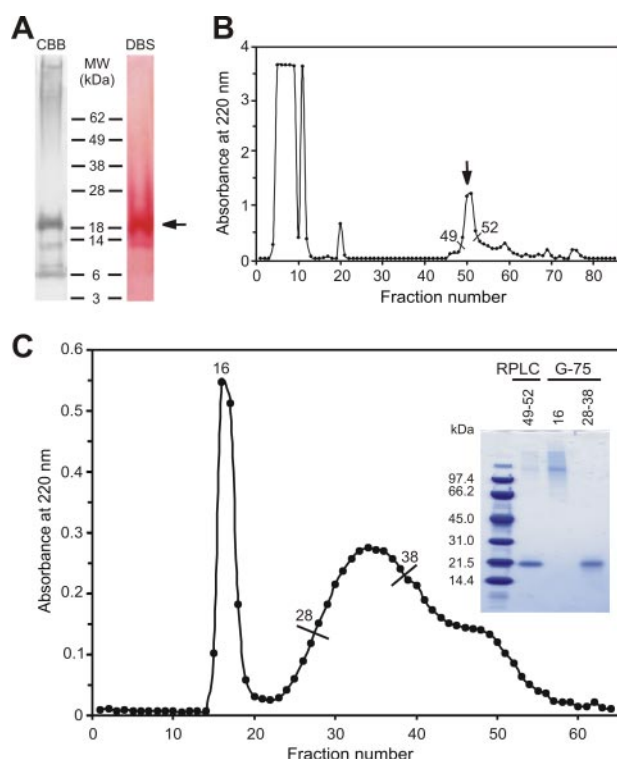 A
CBB
MW
(kDa)
DBS
62
49
38
28
18
14
6
3
B
Absorbance at 220 nm
4
3
2
1
0
49
52
0 10 20 30 40 50 60 70 80
Fraction number
C
Absorbance at 220 nm
0.6
0.5
0.4
0.3
0.2
0.1
0
16
28
38
0 10 20 30 40 50 60
Fraction number
RPLC G-75
49-52
16
28-38
kDa
97.4
66.2
45.0
31.0
21.5
14.4